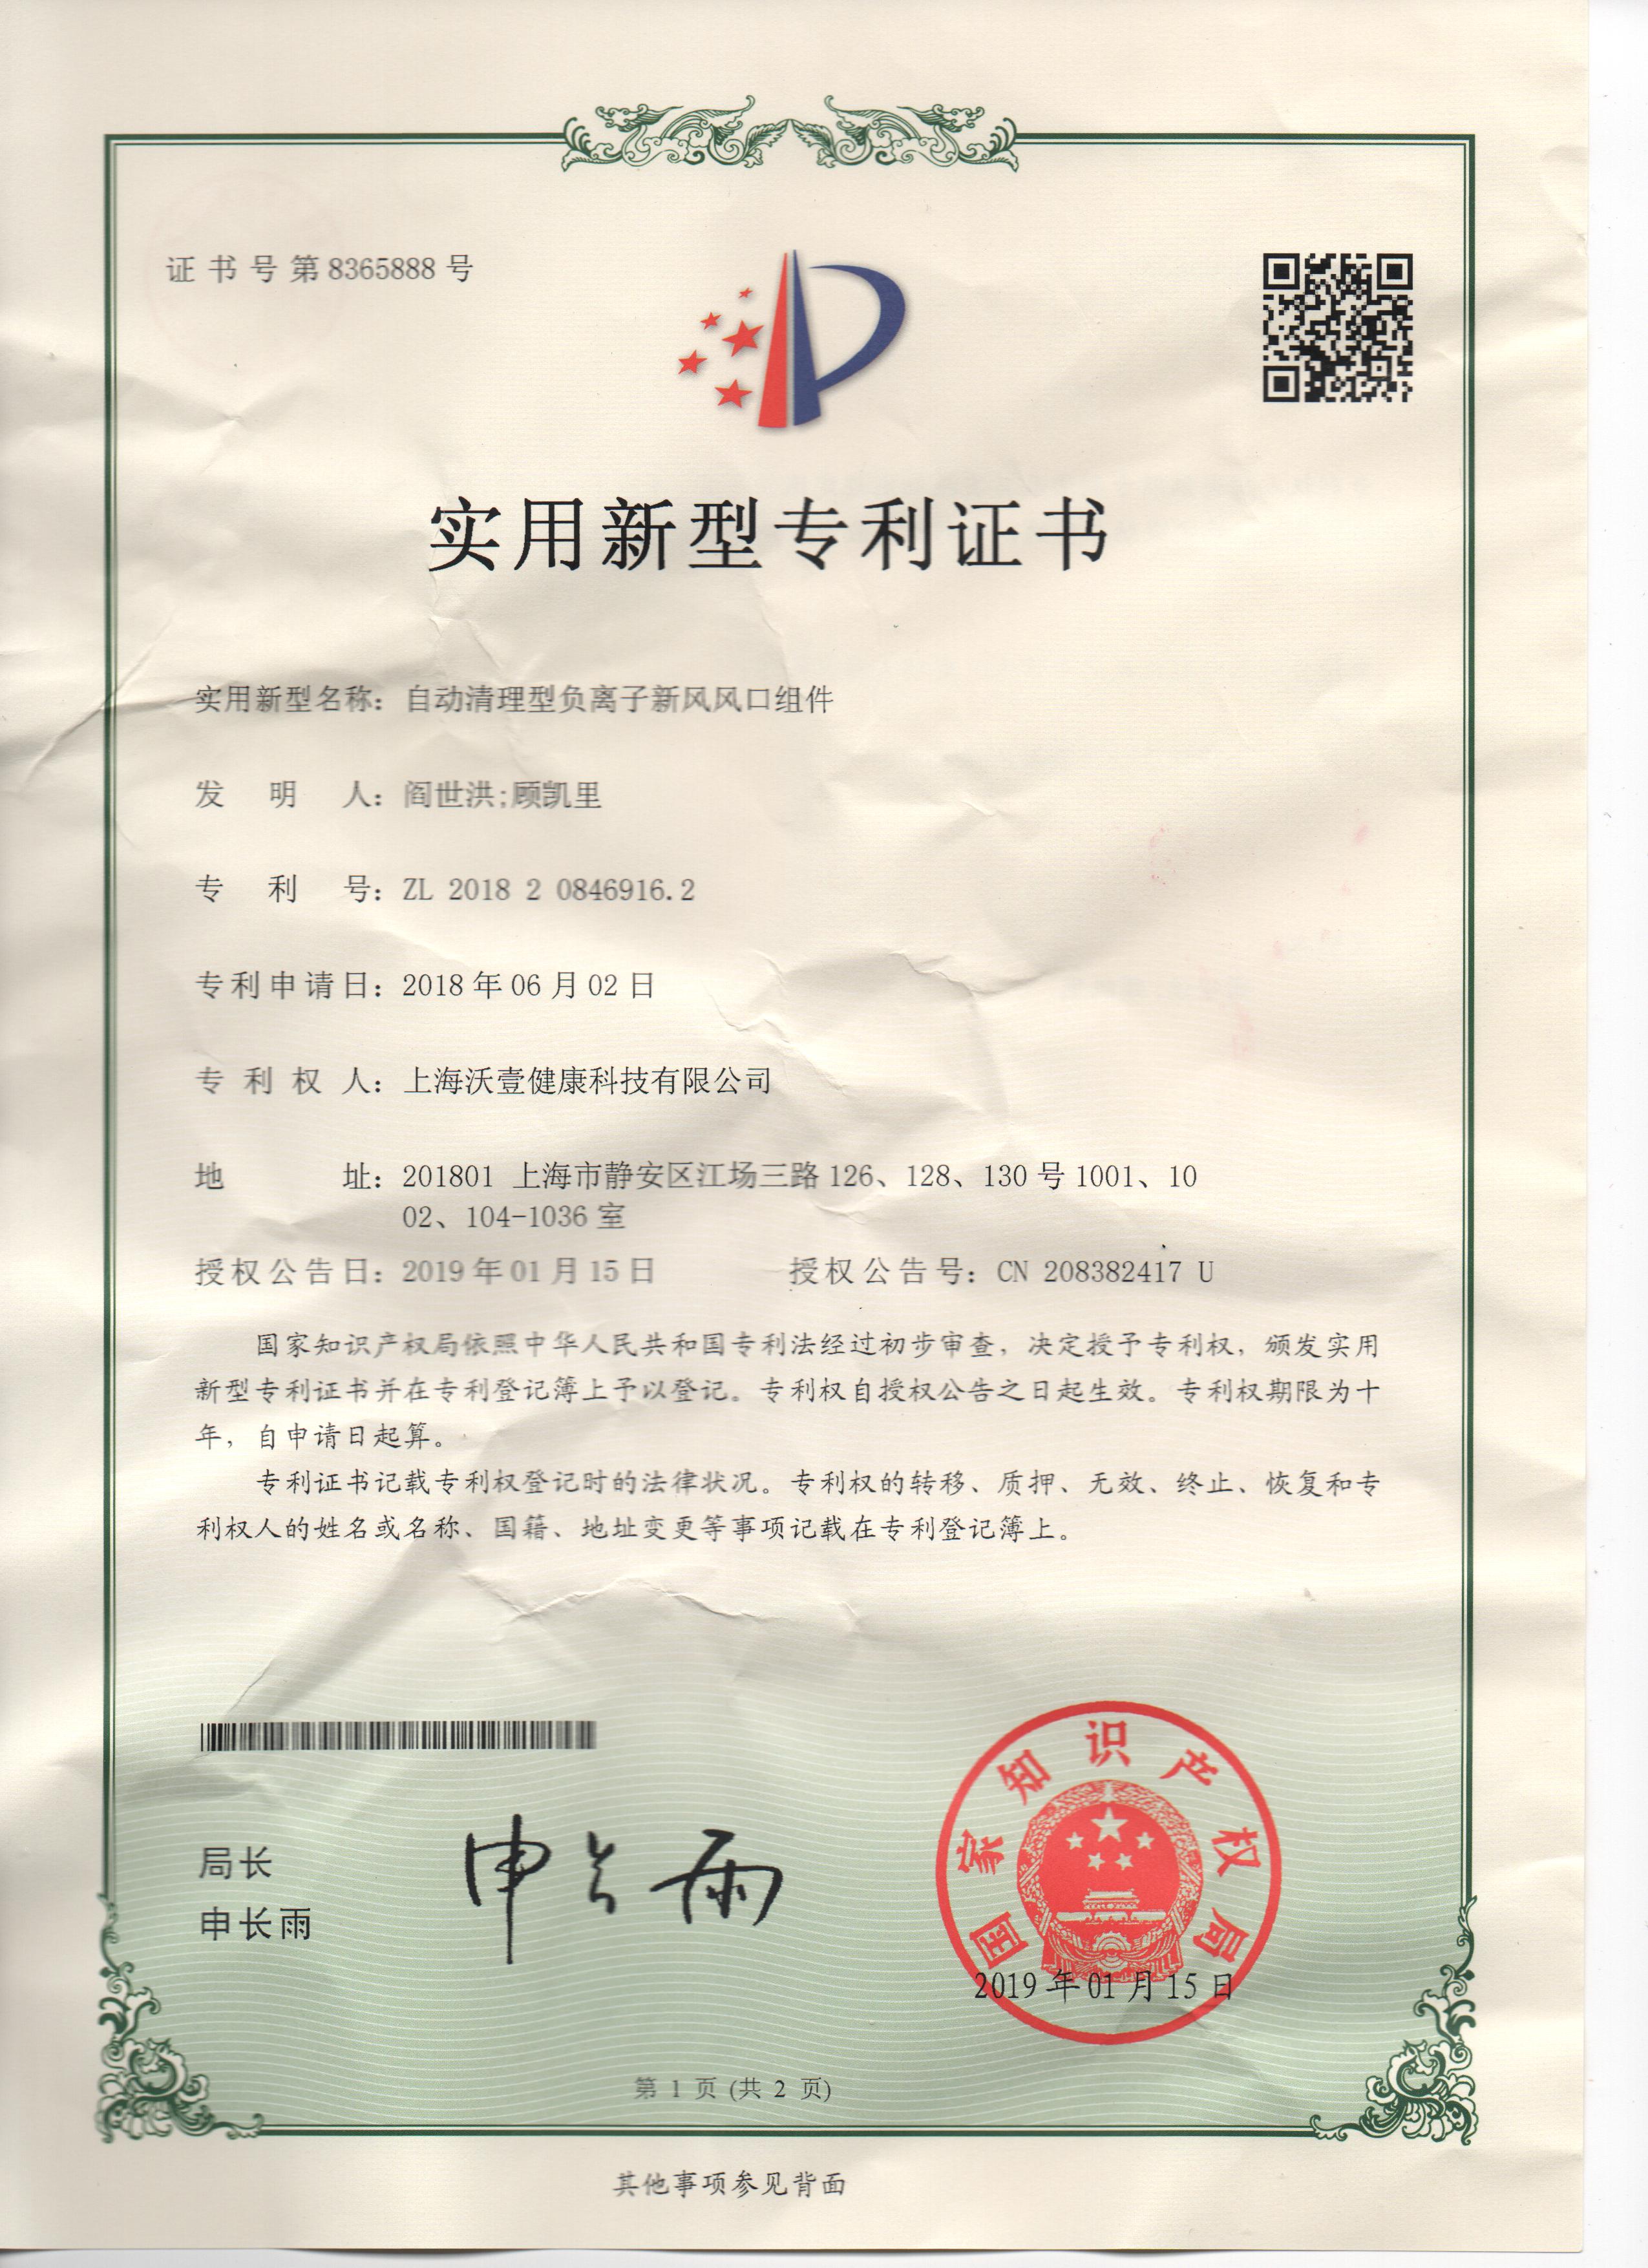 证书号第8365888号
实用新型专利证书
实用新型名称：自动清理型负离子新风风口组件
发明人：阎世洪;顾凯里
专利号：ZL 2018 2 0846916.2
专利申请日：2018年06月02日
专利权人：上海沃壹健康科技有限公司
地址：201801 上海市静安区江场三路126、128、130号1001、10
02、104-1036室
授权公告日：2019年01月15日 授权公告号：CN 208382417 U
国家知识产权局依照中华人民共和国专利法经过初步审查，决定授予专利权，颁发实用
新型专利证书并在专利登记簿上予以登记。专利权自授权公告之日起生效。专利权期限为十
年，自申请日起算。
专利证书记载专利权登记时的法律状况。专利权的转移、质押、无效、终止、恢复和专
利权人的姓名或名称、国籍、地址变更等事项记载在专利登记簿上。
局长
申长雨
申长雨
国家知识产权局
2019年01月15日
第 1 页 (共 2 页)
其他事项参见背面